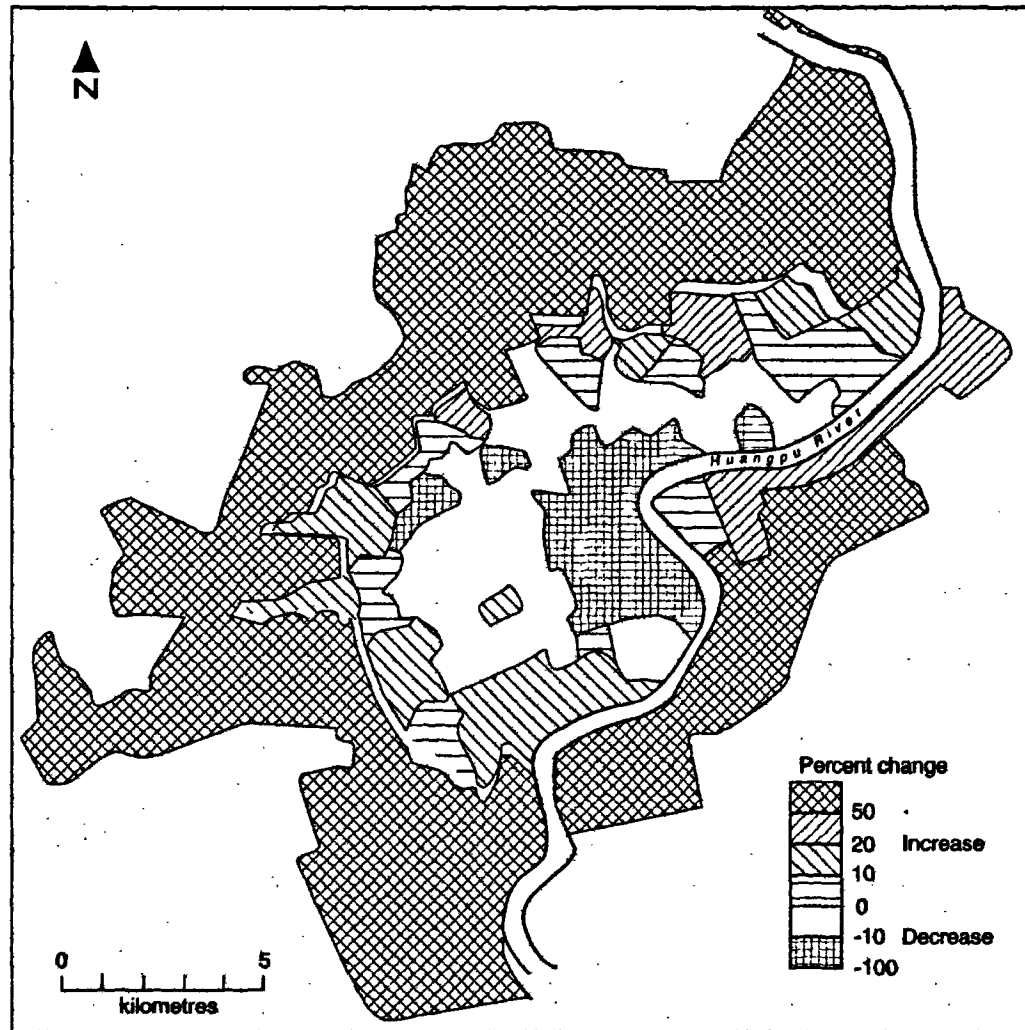 N
Huangpu River
Percent change
50
20 Increase
10
0
-10 Decrease
-100
0 5
kilometres